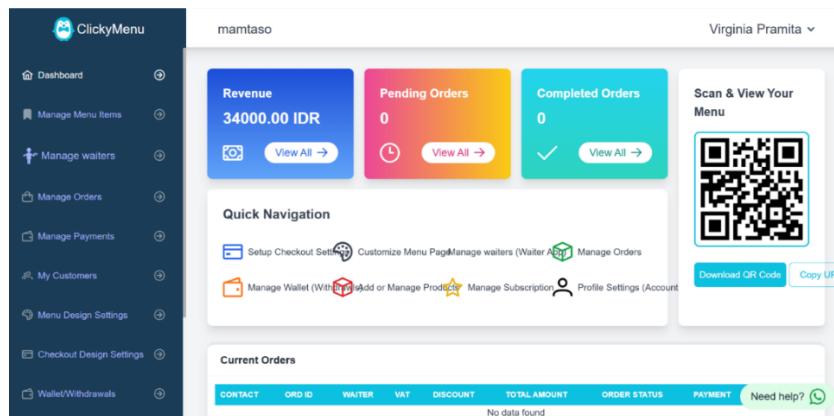 ClickyMenu
mamtaso
Virginia Pramita
Dashboard
Manage Menu Items
Manage waiters
Manage Orders
Manage Payments
My Customers
Menu Design Settings
Checkout Design Settings
Wallet/Withdrawals
Revenue
34000.00 IDR
View All →
Pending Orders
0
View All →
Completed Orders
0
View All →
Scan & View Your
Menu
Download QR Code
Copy UR
Quick Navigation
Setup Checkout Settings
Customize Menu Page
Manage waiters (Waiter App)
Manage Orders
Manage Wallet (Withdrawals)
Add or Manage Products
Manage Subscription
Profile Settings (Account
Current Orders
CONTACT ORD ID WAITER VAT DISCOUNT TOTAL AMOUNT ORDER STATUS PAYMENT
No data found
Need help?